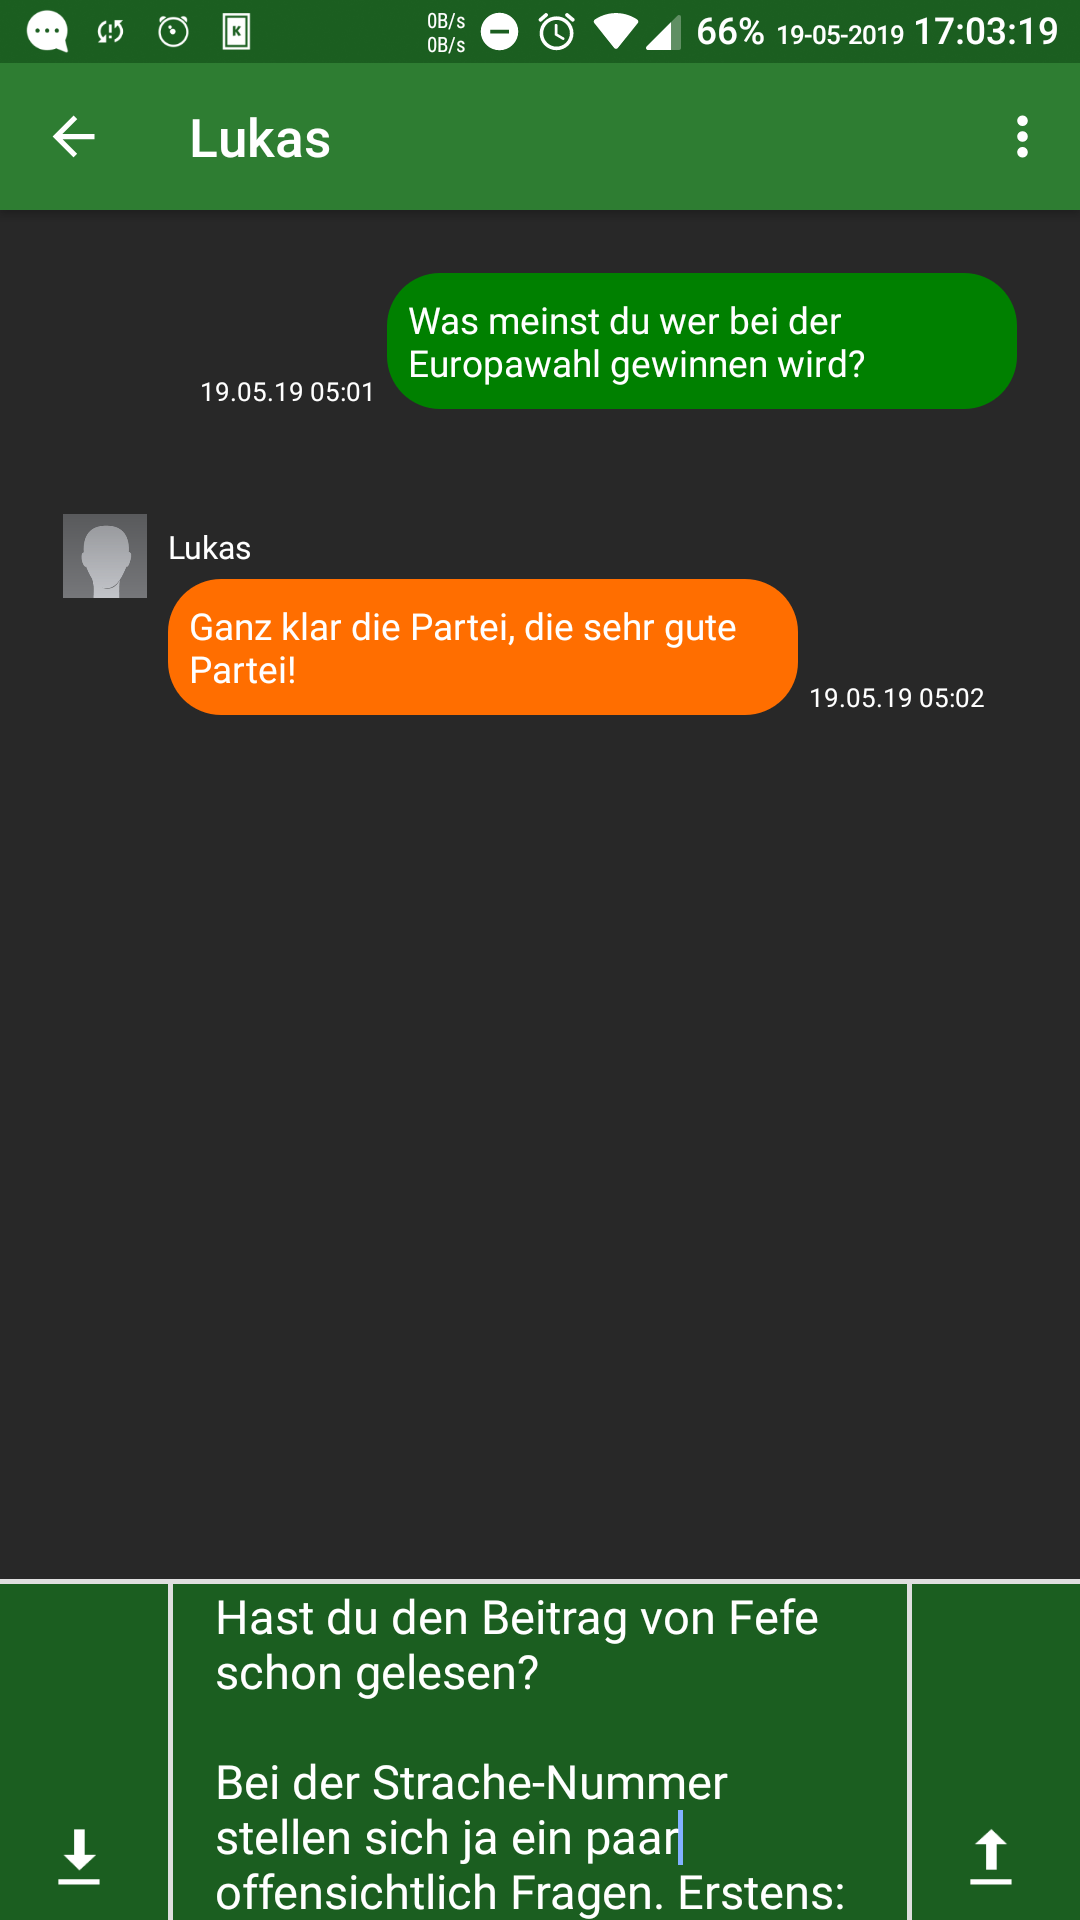 0B/s
0B/s
66% 19-05-2019 17:03:19
Lukas
Was meinst du wer bei der
Europawahl gewinnen wird?
19.05.19 05:01
Lukas
Ganz klar die Partei, die sehr gute
Partei!
19.05.19 05:02
Hast du den Beitrag von Fefe
schon gelesen?
Bei der Strache-Nummer
stellen sich ja ein paar
offensichtlich Fragen. Erstens: